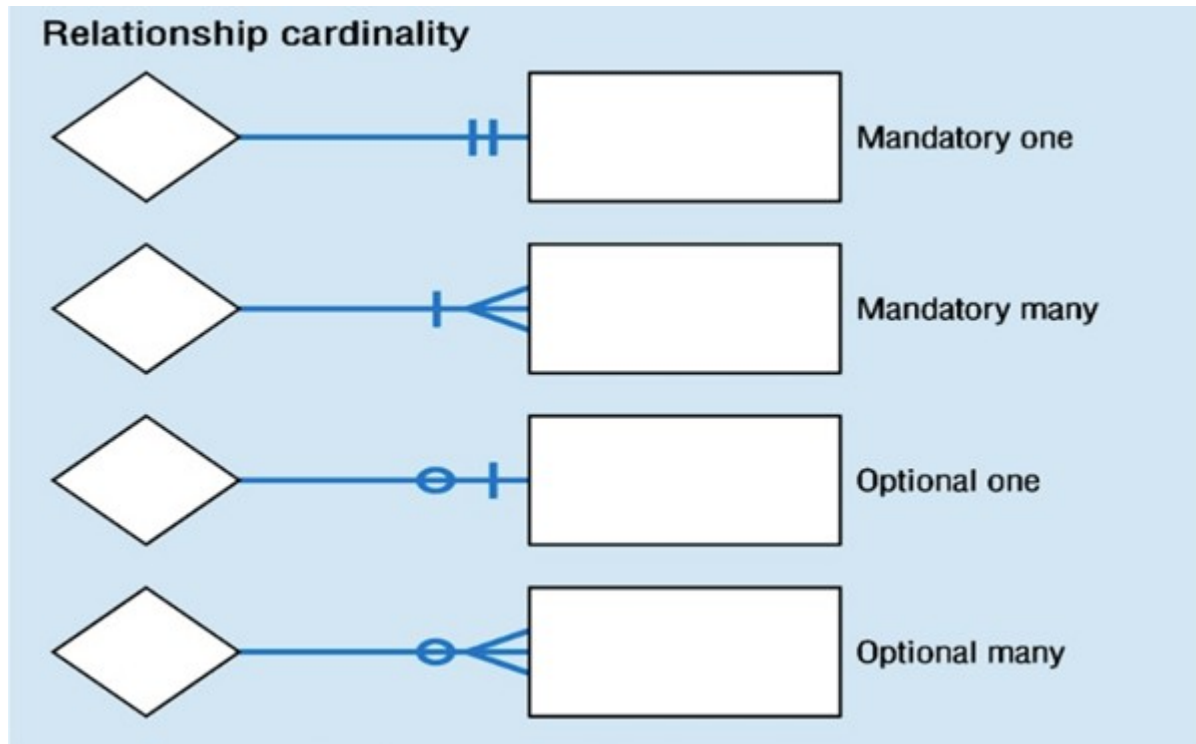 Relationship cardinality
Mandatory one
Mandatory many
Optional one
Optional many